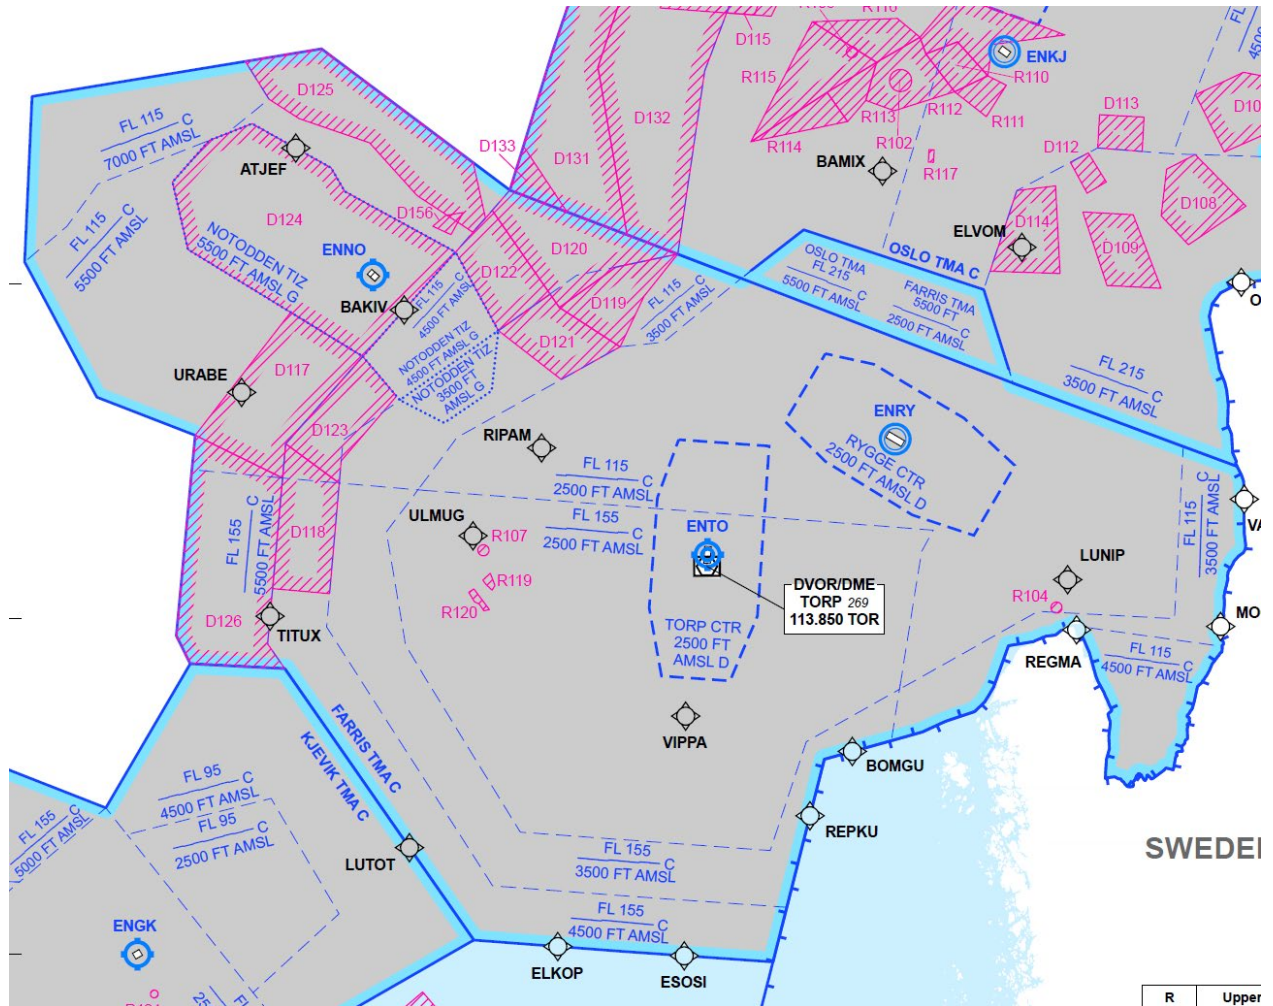 R110
D115
ENKJ
D125
R115
R110
D10
D132
R112
D113
FL 115
C
7000 FT AMSL
R113
R111
D133
R102
D131
R114
D112
ATJEF
BAMIX
R117
D124
D156
D114
D108
FL 115
C
5500 FT AMSL
NOTODDEN TIZ
5500 FT AMSL G
ENNO
D120
ELVOM
D109
OSLO TMA C
OSLO TMA
FL 215
C
5500 FT AMSL
D122
FARRIS TMA
5500 FT
C
2500 FT AMSL
BAKIV
FL 115
C
4500 FT AMSL
D119
FL 115
C
3500 FT AMSL
O
D121
NOTODDEN TIZ
4500 FT AMSL G
NOTODDEN TIZ
3500 FT
AMSL G
URABE
D117
FL 215
C
3500 FT AMSL
D123
ENRY
RIPAM
RYGGE CTR
2500 FT AMSL D
FL 115
C
2500 FT AMSL
ULMUG
FL 155
C
2500 FT AMSL
ENTO
FL 155
C
5500 FT AMSL
D118
R107
FL 115
C
3500 FT AMSL
VA
LUNIP
R119
DVOR/DME
TORP 269
113.850 TOR
R104
R120
D126
TITUX
TORP CTR
2500 FT
AMSL D
MO
REGMA
FL 115
C
4500 FT AMSL
FARRIS TMA C
KJEVIK TMA C
VIPPA
BOMGU
FL 95
C
4500 FT AMSL
FL 95
C
2500 FT AMSL
FL 155
C
5000 FT AMSL
REPKU
LUTOT
FL 155
C
3500 FT AMSL
SWEDE
FL 155
C
4500 FT AMSL
ENGK
ELKOP
ESOSI
R Upper